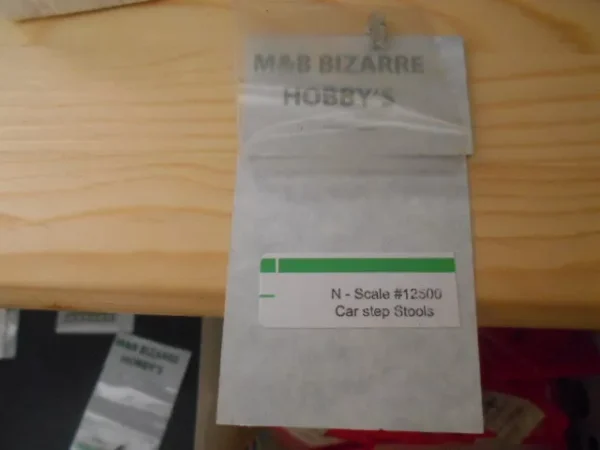 M&B BIZARRE
HOBBY'S
N - Scale #12500
Car step Stools
M&B BIZARRE
HOBBY'S